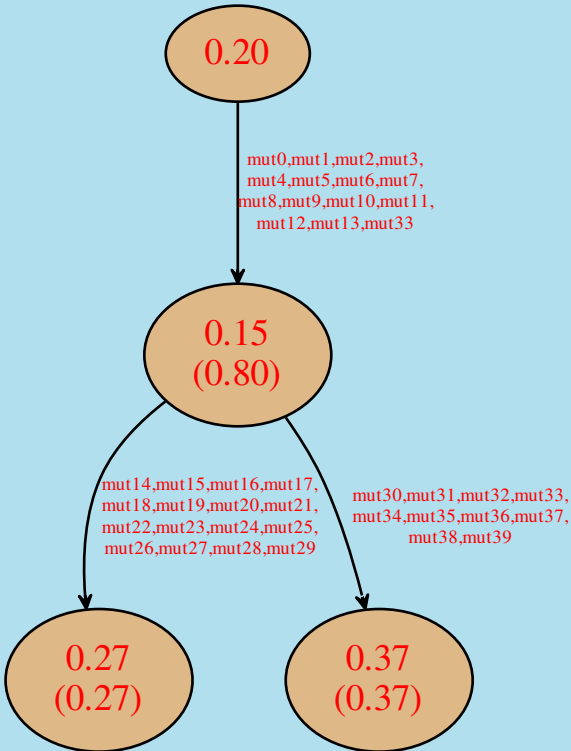 0.20
mut0,mut1,mut2,mut3,
mut4,mut5,mut6,mut7,
mut8,mut9,mut10,mut11,
mut12,mut13,mut33
0.15
(0.80)
mut14,mut15,mut16,mut17,
mut18,mut19,mut20,mut21,
mut22,mut23,mut24,mut25,
mut26,mut27,mut28,mut29
mut30,mut31,mut32,mut33,
mut34,mut35,mut36,mut37,
mut38,mut39
0.27
(0.27)
0.37
(0.37)